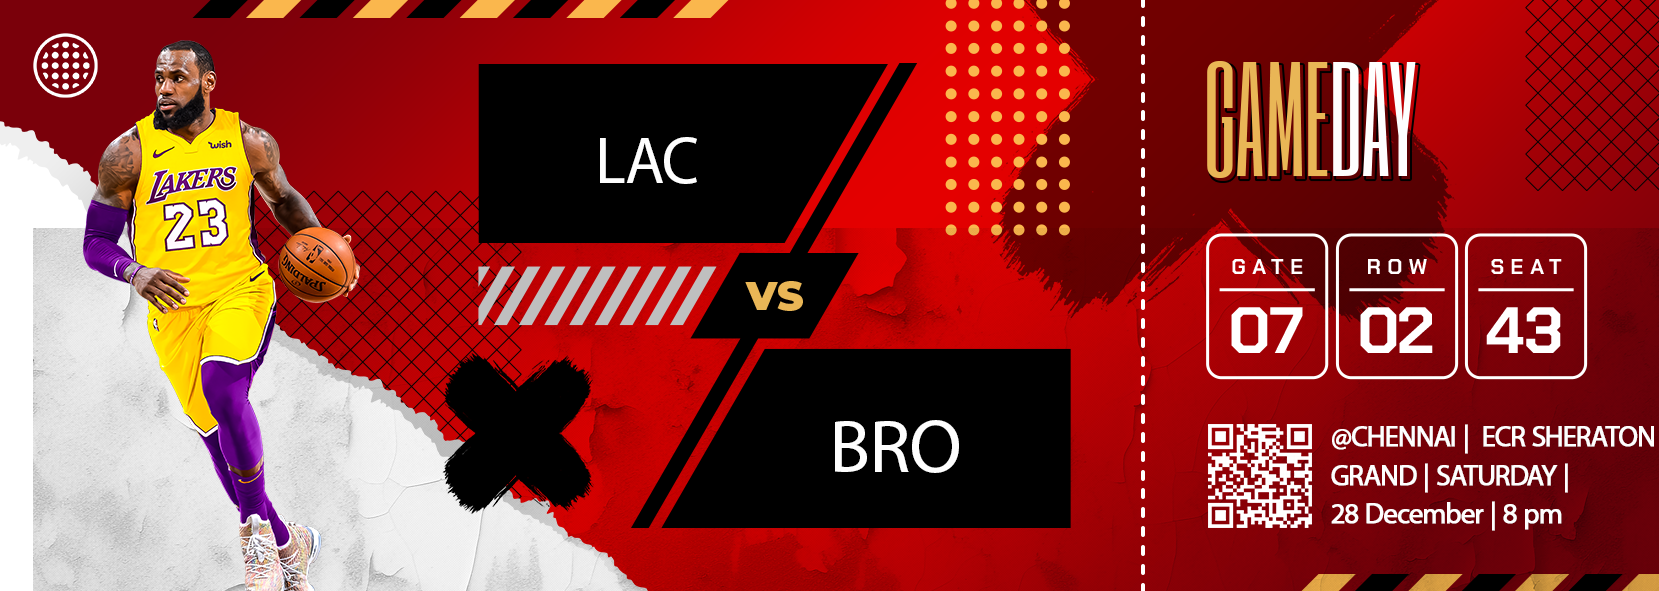 wish
LAKERS
23
SPALDING
LAC
VS
BRO
GAMEDAY
GATE ROW SEAT
07 02 43
@CHENNAI | ECR SHERATON
GRAND | SATURDAY |
28 December | 8 pm